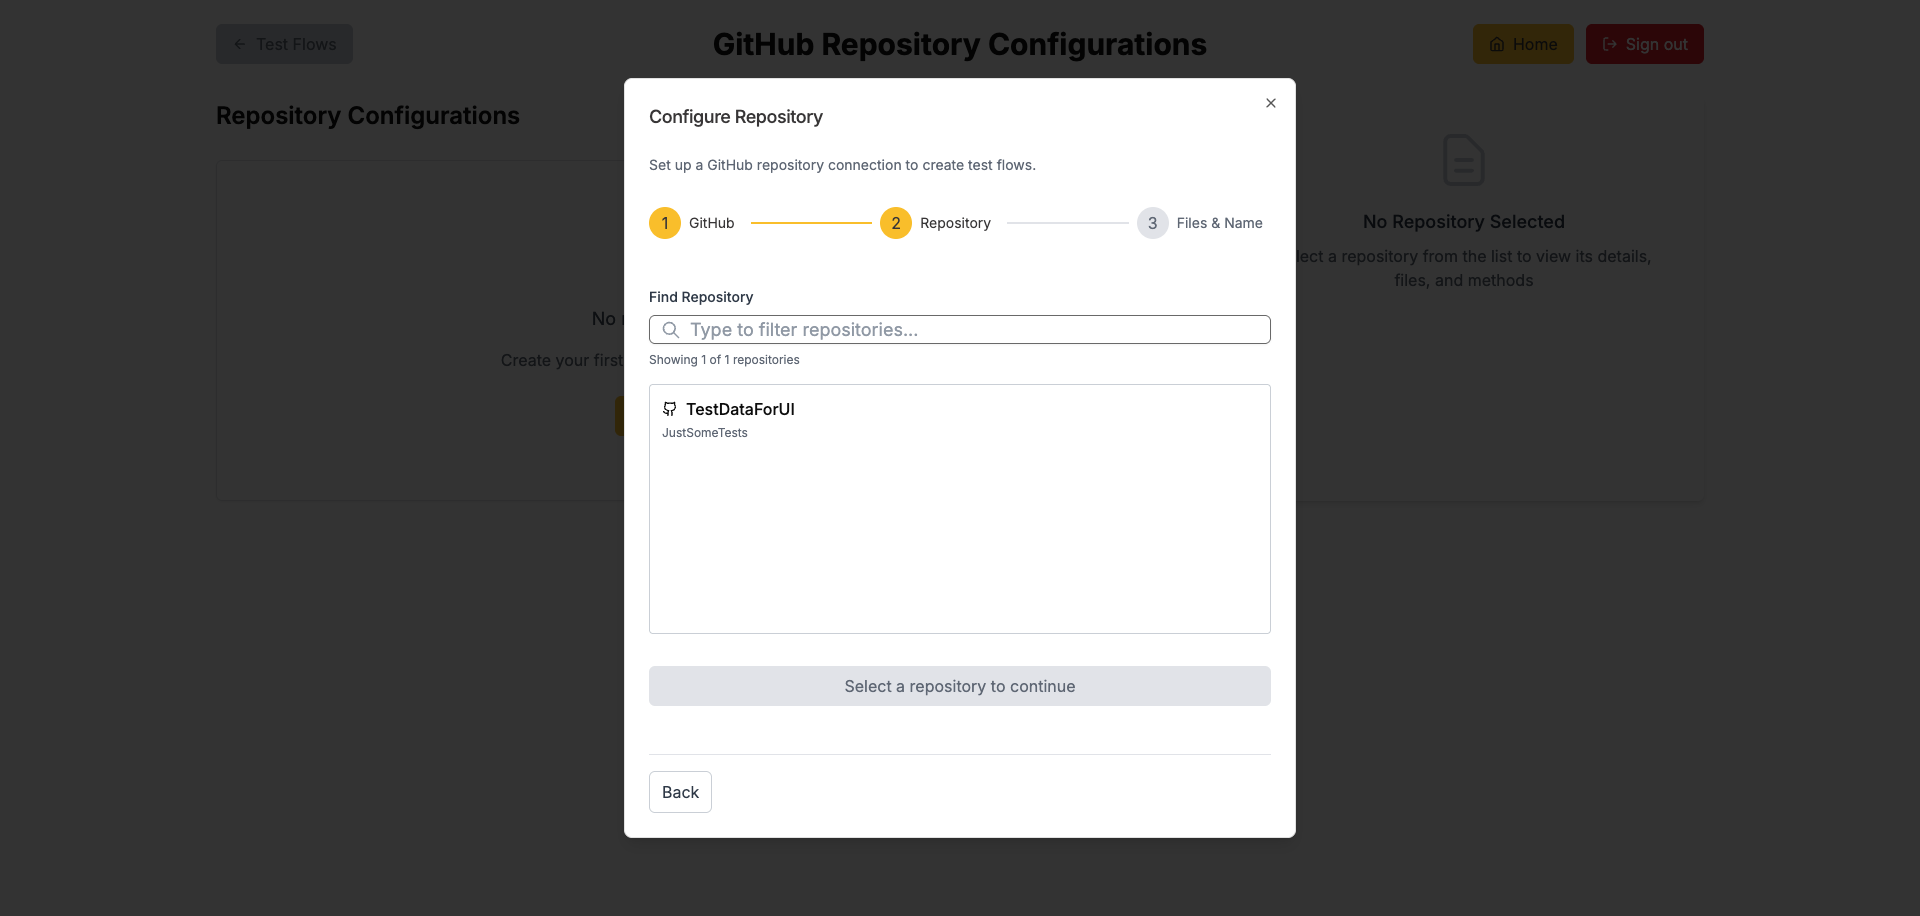 Test Flows
GitHub Repository Configurations
Home
Sign out
Repository Configurations
No
Create your first
No Repository Selected
lect a repository from the list to view its details,
files, and methods
Configure Repository
Set up a GitHub repository connection to create test flows.
1 GitHub
2 Repository
3 Files & Name
Find Repository
Type to filter repositories...
Showing 1 of 1 repositories
TestDataForUI
JustSomeTests
Select a repository to continue
Back